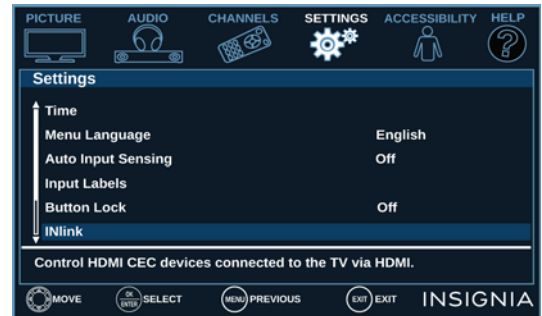 PICTURE AUDIO CHANNELS SETTINGS ACCESSIBILITY HELP
?
Settings
Time
Menu Language English
Auto Input Sensing Off
Input Labels
Button Lock Off
INlink
Control HDMI CEC devices connected to the TV via HDMI.
MOVE OK ENTER SELECT MENU PREVIOUS EXIT EXIT INSIGNIA